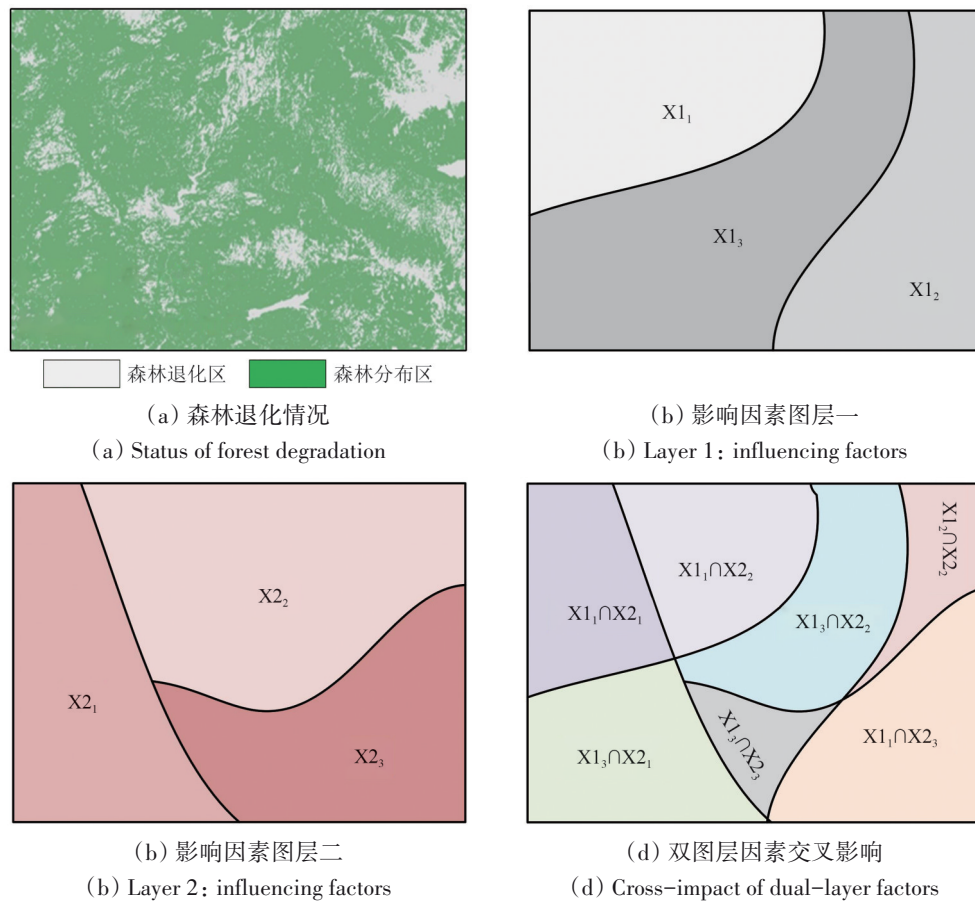 X1₁
X1₃
X1₂
森林退化区 森林分布区
(a) 森林退化情况
(a) Status of forest degradation
(b) 影响因素图层一
(b) Layer 1: influencing factors
X2₂
X2₁
X2₃
(b) 影响因素图层二
(b) Layer 2: influencing factors
X1₂∩X2₂
X1₁∩X2₂
X1₁∩X2₁
X1₃∩X2₂
X1₃∩X2₃
X1₁∩X2₃
X1₃∩X2₁
(d) 双图层因素交叉影响
(d) Cross-impact of dual-layer factors